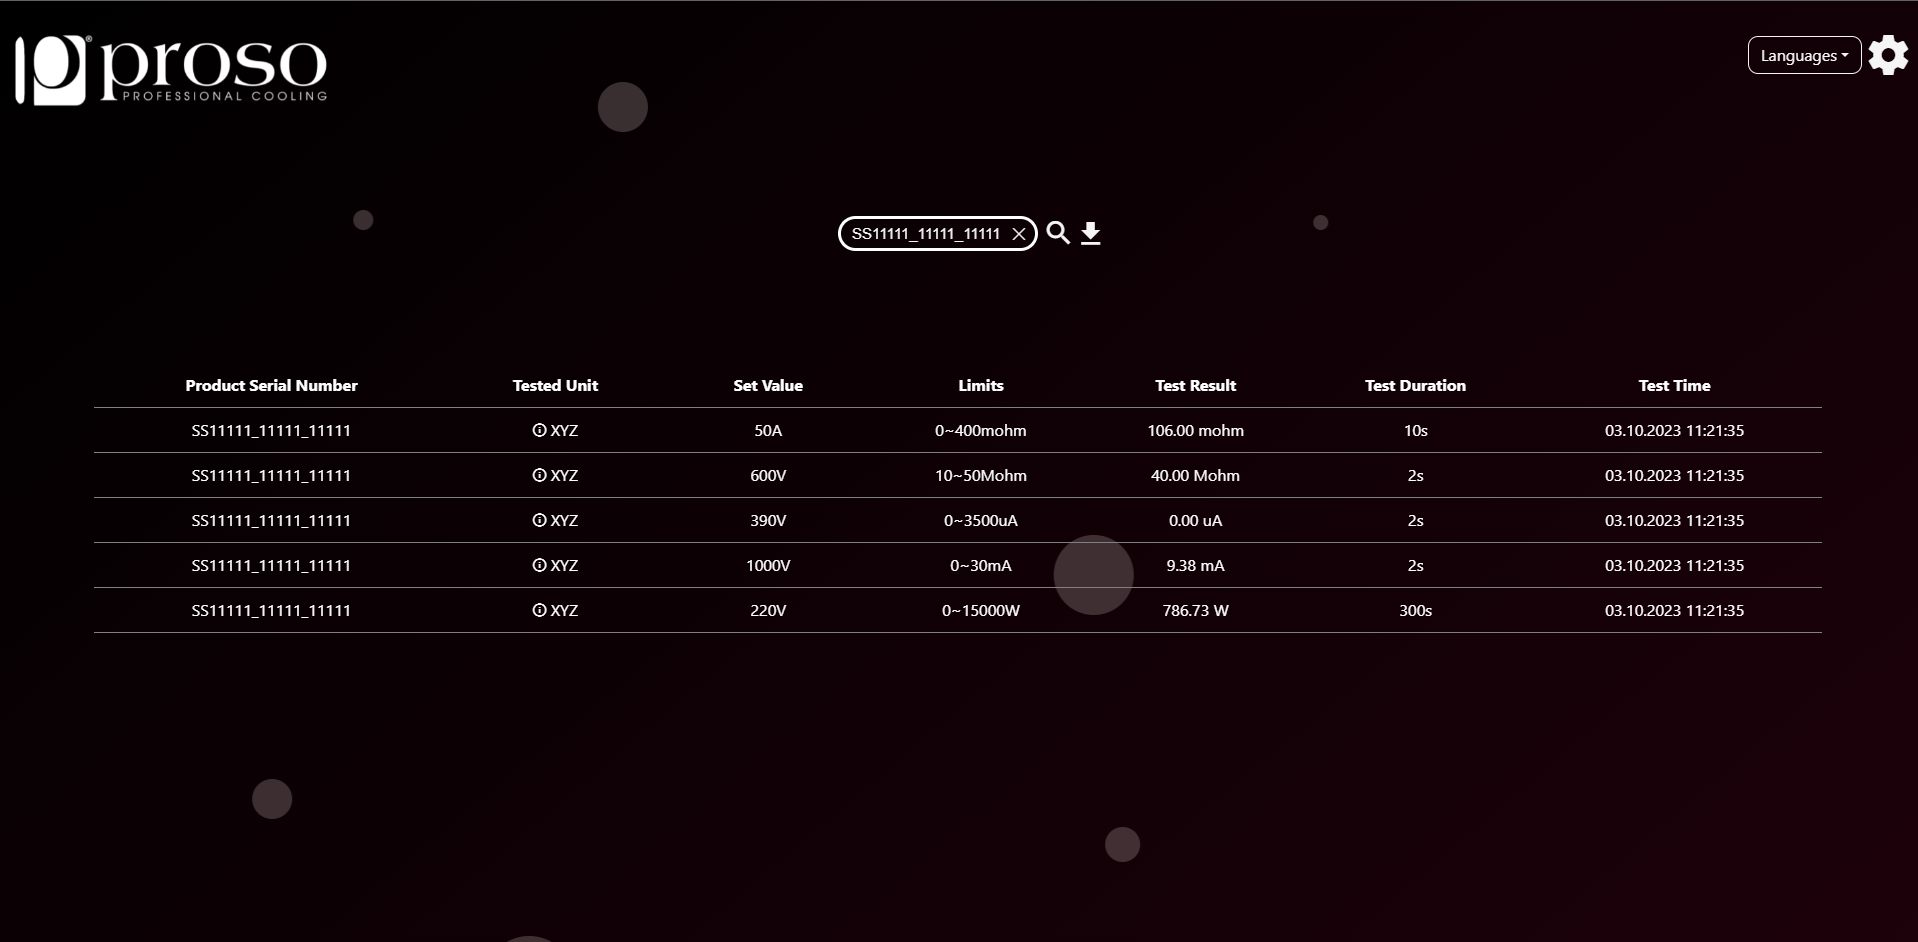 proso®
PROFESSIONAL COOLING
Languages
SS11111_11111_11111
Product Serial Number Tested Unit Set Value Limits Test Result Test Duration Test Time
SS11111_11111_11111 XYZ 50A 0~400mohm 106.00 mohm 10s 03.10.2023 11:21:35
SS11111_11111_11111 XYZ 600V 10~50Mohm 40.00 Mohm 2s 03.10.2023 11:21:35
SS11111_11111_11111 XYZ 390V 0~3500uA 0.00 uA 2s 03.10.2023 11:21:35
SS11111_11111_11111 XYZ 1000V 0~30mA 9.38 mA 2s 03.10.2023 11:21:35
SS11111_11111_11111 XYZ 220V 0~15000W 786.73 W 300s 03.10.2023 11:21:35